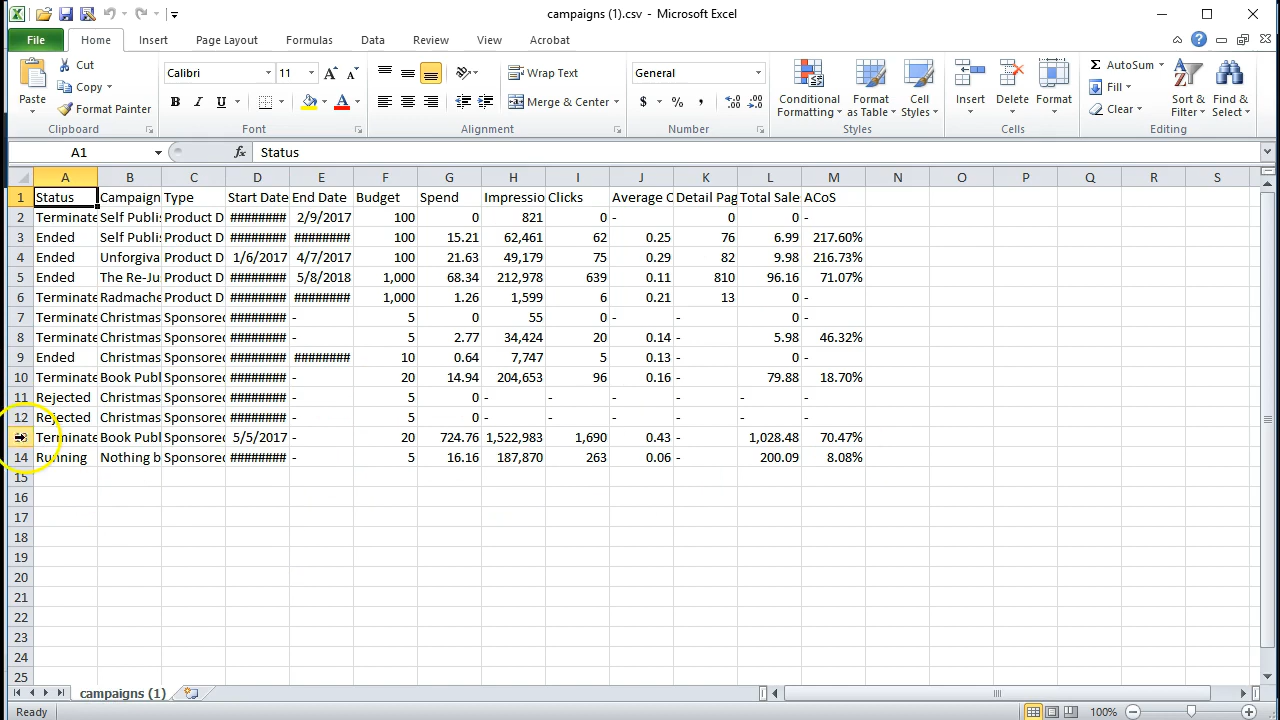 campaigns (1).csv - Microsoft Excel
File Home Insert Page Layout Formulas Data Review View Acrobat
Paste Cut Copy Format Painter Clipboard
Calibri 11 B I U A A A Font
Wrap Text Merge & Center Alignment
General $ % , .00 .0 Number
Conditional Formatting Format as Table Cell Styles Styles
Insert Delete Format Cells
Σ AutoSum Fill Clear Sort & Filter Find & Select Editing
A1 fx Status
A B C D E F G H I J K L M N O P Q R S
1 Status Campaign Type Start Date End Date Budget Spend Impressio Clicks Average C Detail Pag Total Sale ACoS
2 Terminate Self Publis Product D ######## 2/9/2017 100 0 821 0 - 0 0 -
3 Ended Self Publis Product D ######## ######## 100 15.21 62,461 62 0.25 76 6.99 217.60%
4 Ended Unforgiva Product D 1/6/2017 4/7/2017 100 21.63 49,179 75 0.29 82 9.98 216.73%
5 Ended The Re-Ju Product D ######## 5/8/2018 1,000 68.34 212,978 639 0.11 810 96.16 71.07%
6 Terminate Radmache Product D ######## ######## 1,000 1.26 1,599 6 0.21 13 0 -
7 Terminate Christmas Sponsored ######## - 5 0 55 0 - - 0 -
8 Terminate Christmas Sponsored ######## - 5 2.77 34,424 20 0.14 - 5.98 46.32%
9 Ended Christmas Sponsored ######## ######## 10 0.64 7,747 5 0.13 - 0 -
10 Terminate Book Publ Sponsored ######## - 20 14.94 204,653 96 0.16 - 79.88 18.70%
11 Rejected Christmas Sponsored ######## - 5 0 - - - - - -
12 Rejected Christmas Sponsored ######## - 5 0 - - - - - -
Terminate Book Publ Sponsored 5/5/2017 - 20 724.76 1,522,983 1,690 0.43 - 1,028.48 70.47%
14 Running Nothing b Sponsored ######## - 5 16.16 187,870 263 0.06 - 200.09 8.08%
15
16
17
18
19
20
21
22
23
24
25
campaigns (1)
Ready 100%